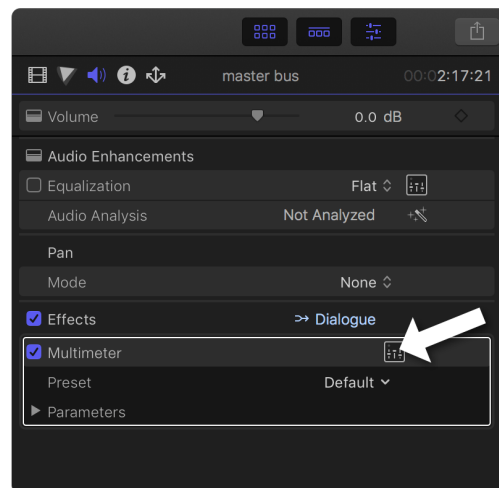 master bus 00:02:17:21
Volume 0.0 dB
Audio Enhancements
Equalization Flat
Audio Analysis Not Analyzed
Pan
Mode None
Effects Dialogue
Multimeter
Preset Default
Parameters